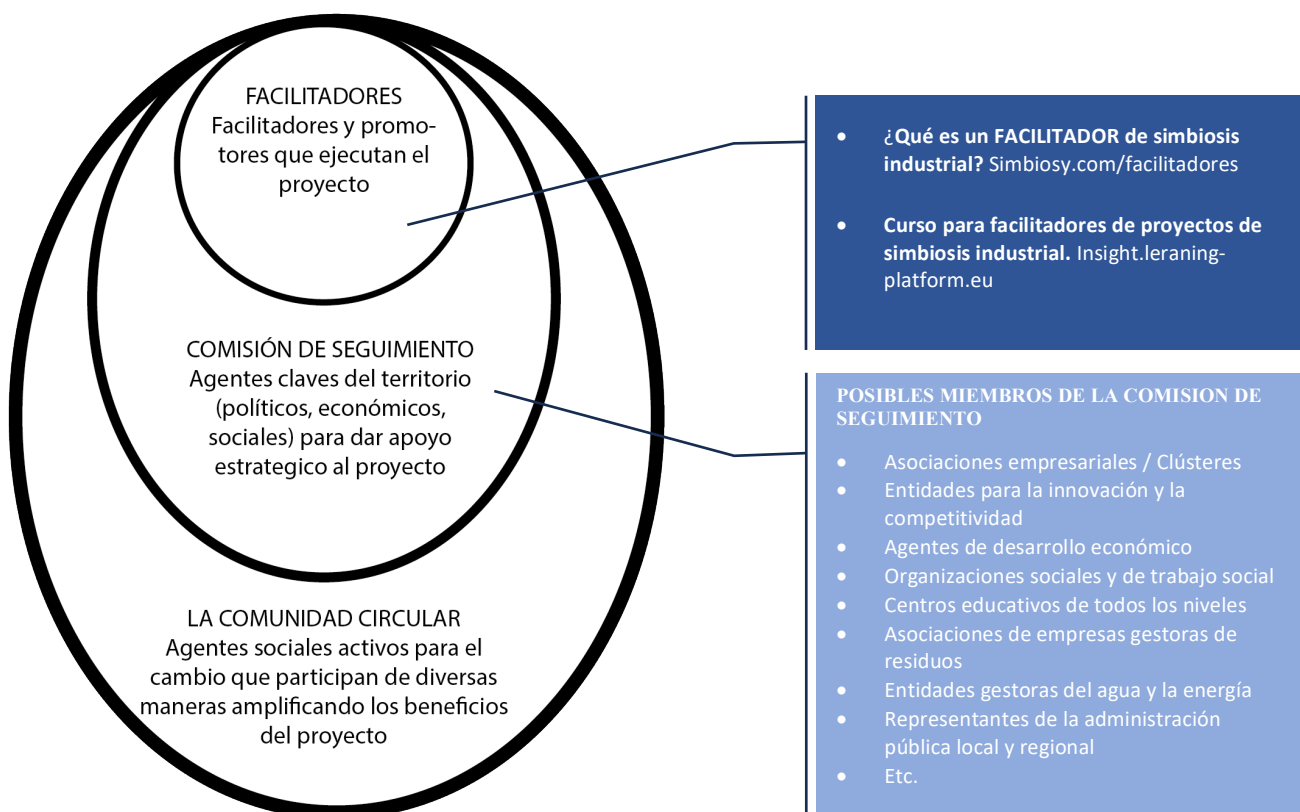 FACILITADORES
Facilitadores y promo-
tores que ejecutan el
proyecto
COMISIÓN DE SEGUIMIENTO
Agentes claves del territorio
(políticos, económicos,
sociales) para dar apoyo
estrategico al proyecto
LA COMUNIDAD CIRCULAR
Agentes sociales activos para el
cambio que participan de diversas
maneras amplificando los beneficios
del proyecto
• ¿Qué es un FACILITADOR de simbiosis
industrial? Simbiosy.com/facilitadores
• Curso para facilitadores de proyectos de
simbiosis industrial. Insight.leraning-
platform.eu
POSIBLES MIEMBROS DE LA COMISION DE
SEGUIMIENTO
• Asociaciones empresariales / Clústeres
• Entidades para la innovación y la
competitividad
• Agentes de desarrollo económico
• Organizaciones sociales y de trabajo social
• Centros educativos de todos los niveles
• Asociaciones de empresas gestoras de
residuos
• Entidades gestoras del agua y la energía
• Representantes de la administración
pública local y regional
• Etc.